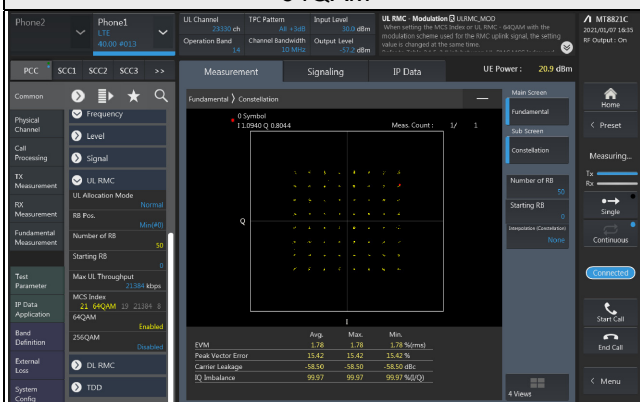 Phone2
Phone1
LTE
40.00 #013
UL Channel
23330 ch
TPC Pattern
All +3dB
Input Level
30.0 dBm
Operation Band
14
Channel Bandwidth
10 MHz
Output Level
-57.2 dBm
UL RMC - Modulation UL RMC_MOD
When setting the MCS Index or UL RMC - 64QAM with the
modulation scheme used for the RMC uplink signal, the setting
value is changed at the same time.
MT8821C
2021/01/07 16:35
RF Output : On
PCC
SCC1
SCC2
SCC3
>>
Measurement
Signaling
IP Data
UE Power : 20.9 dBm
Common
Physical
Channel
Call
Processing
TX
Measurement
RX
Measurement
Fundamental
Measurement
Test
Parameter
IP Data
Application
Band
Definition
External
Loss
System
Config
Frequency
Level
Signal
UL RMC
UL Allocation Mode
Normal
RB Pos.
Min(#0)
Number of RB
50
Starting RB
0
Max UL Throughput
21384 kbps
MCS Index
21 64QAM 19 21384 8
64QAM
Enabled
256QAM
Disabled
DL RMC
TDD
Fundamental > Constellation
0 Symbol
I 1.0940 Q 0.8044
Meas. Count : 1/ 1
Q
I
Avg. Max. Min.
EVM 1.78 1.78 1.78 %(rms)
Peak Vector Error 15.42 15.42 15.42 %
Carrier Leakage -58.50 -58.50 -58.50 dBc
IQ Imbalance 99.97 99.97 99.97 %(I/Q)
Main Screen
Fundamental
Sub Screen
Constellation
Number of RB
50
Starting RB
0
Interpolation (Constellation)
None
4 Views
Home
< Preset
Measuring...
Tx
Rx
Single
Continuous
Connected
Start Call
End Call
< Menu